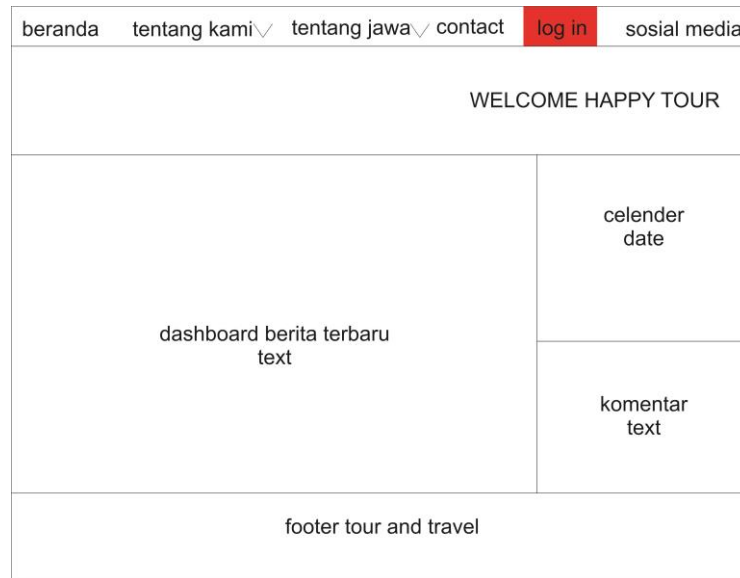 beranda tentang kami tentang jawa contact log in sosial media
WELCOME HAPPY TOUR
celender
date
dashboard berita terbaru
text
komentar
text
footer tour and travel